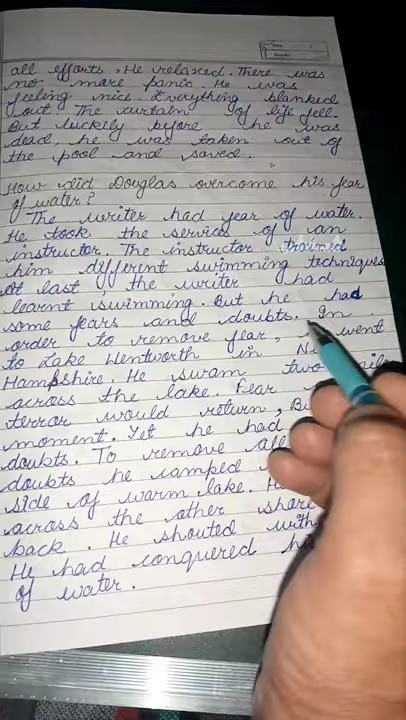 all efforts. He relaxed. There was
no more panic. He was
feeling nice. Everything blanked
out. The curtain of life fell.
But luckily before he was
dead, he was taken out of
the pool and saved.
How did Douglas overcome his fear
of water?
The writer had fear of water.
He took the services of an
instructor. The instructor trained
him different swimming techniques
At last, the writer had
learnt swimming. But he had
some fears and doubts. In
order to remove fear, went
to Lake Wentworth in
Hampshire. He swam two
across the lake. Fear
terror would return,
moment. Yet he had
doubts. To remove all
doubts he camped
side of warm lake.
across the other shore
back. He shouted with
He had conquered
of water.